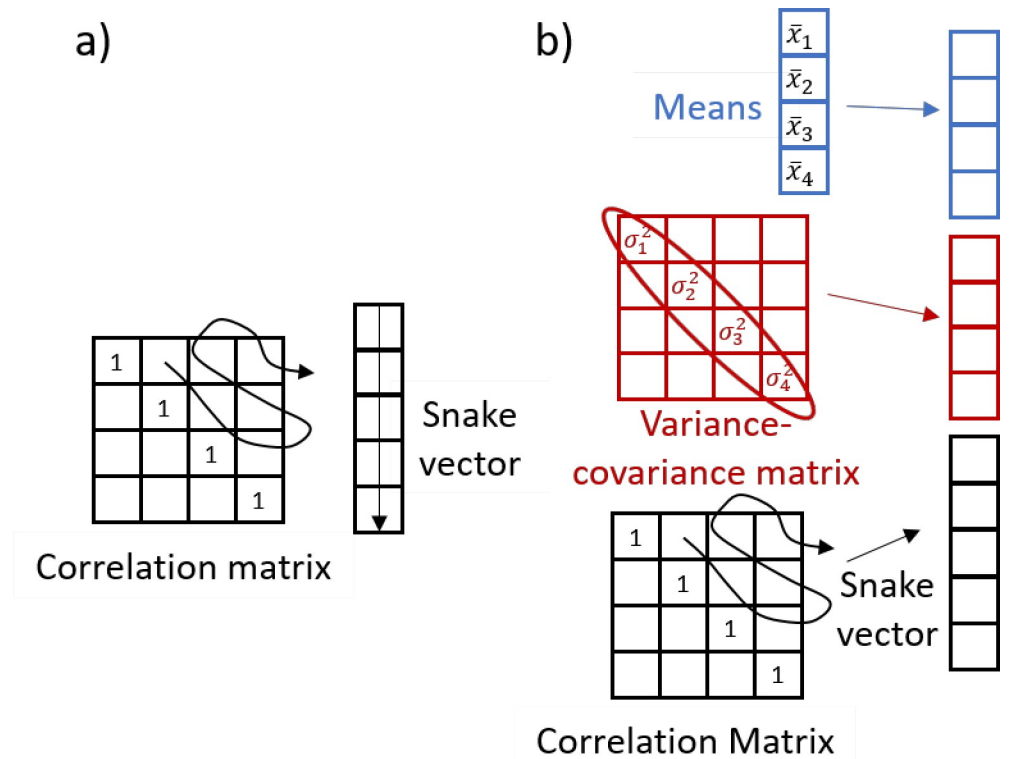 a)
1
1
1
1
Correlation matrix
Snake
vector
b)
Means
x̄₁
x̄₂
x̄₃
x̄₄
σ₁²
σ₂²
σ₃²
σ₄²
Variance-
covariance matrix
1
1
1
1
Snake
vector
Correlation Matrix